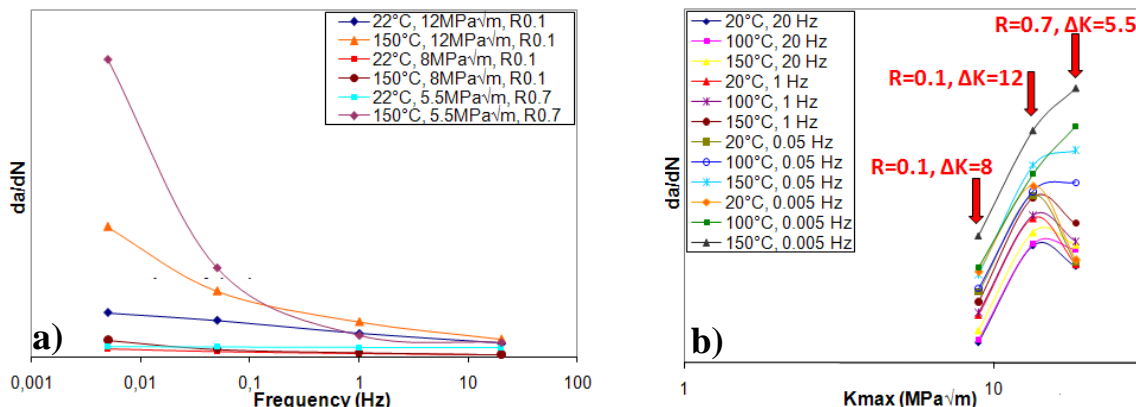 22°C, 12MPa√m, R0.1
150°C, 12MPa√m, R0.1
22°C, 8MPa√m, R0.1
150°C, 8MPa√m, R0.1
22°C, 5.5MPa√m, R0.7
150°C, 5.5MPa√m, R0.7
da/dN
a)
0,001
0,01
0,1
1
10
100
Frequency (Hz)
20°C, 20 Hz
100°C, 20 Hz
150°C, 20 Hz
20°C, 1 Hz
100°C, 1 Hz
150°C, 1 Hz
20°C, 0.05 Hz
100°C, 0.05 Hz
150°C, 0.05 Hz
20°C, 0.005 Hz
100°C, 0.005 Hz
150°C, 0.005 Hz
R=0.7, ΔK=5.5
R=0.1, ΔK=12
R=0.1, ΔK=8
da/dN
b)
1
10
Kmax (MPa√m)